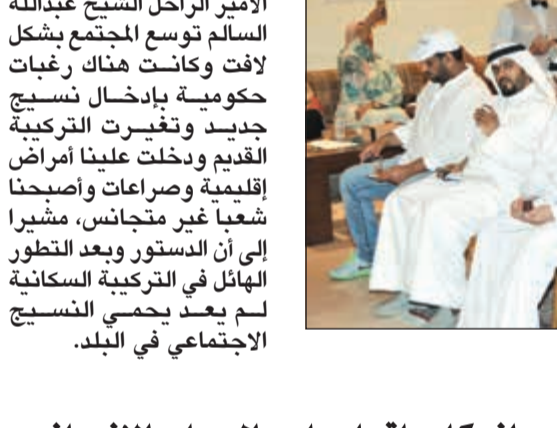 الأمير الراحل الشيخ عبدالله
السالم توسع المجتمع بشكل
لافت وكانت هناك رغبات
حكومية بإدخال نسيج
جديد وتغيرت التركيبة
القديم ودخلت علينا أمراض
إقليمية وصراعات وأصبحنا
شعبا غير متجانس، مشيرا
إلى أن الدستور وبعد التطور
الهائل في التركيبة السكانية
لم يعد يحمي النسيج
الاجتماعي في البلد.